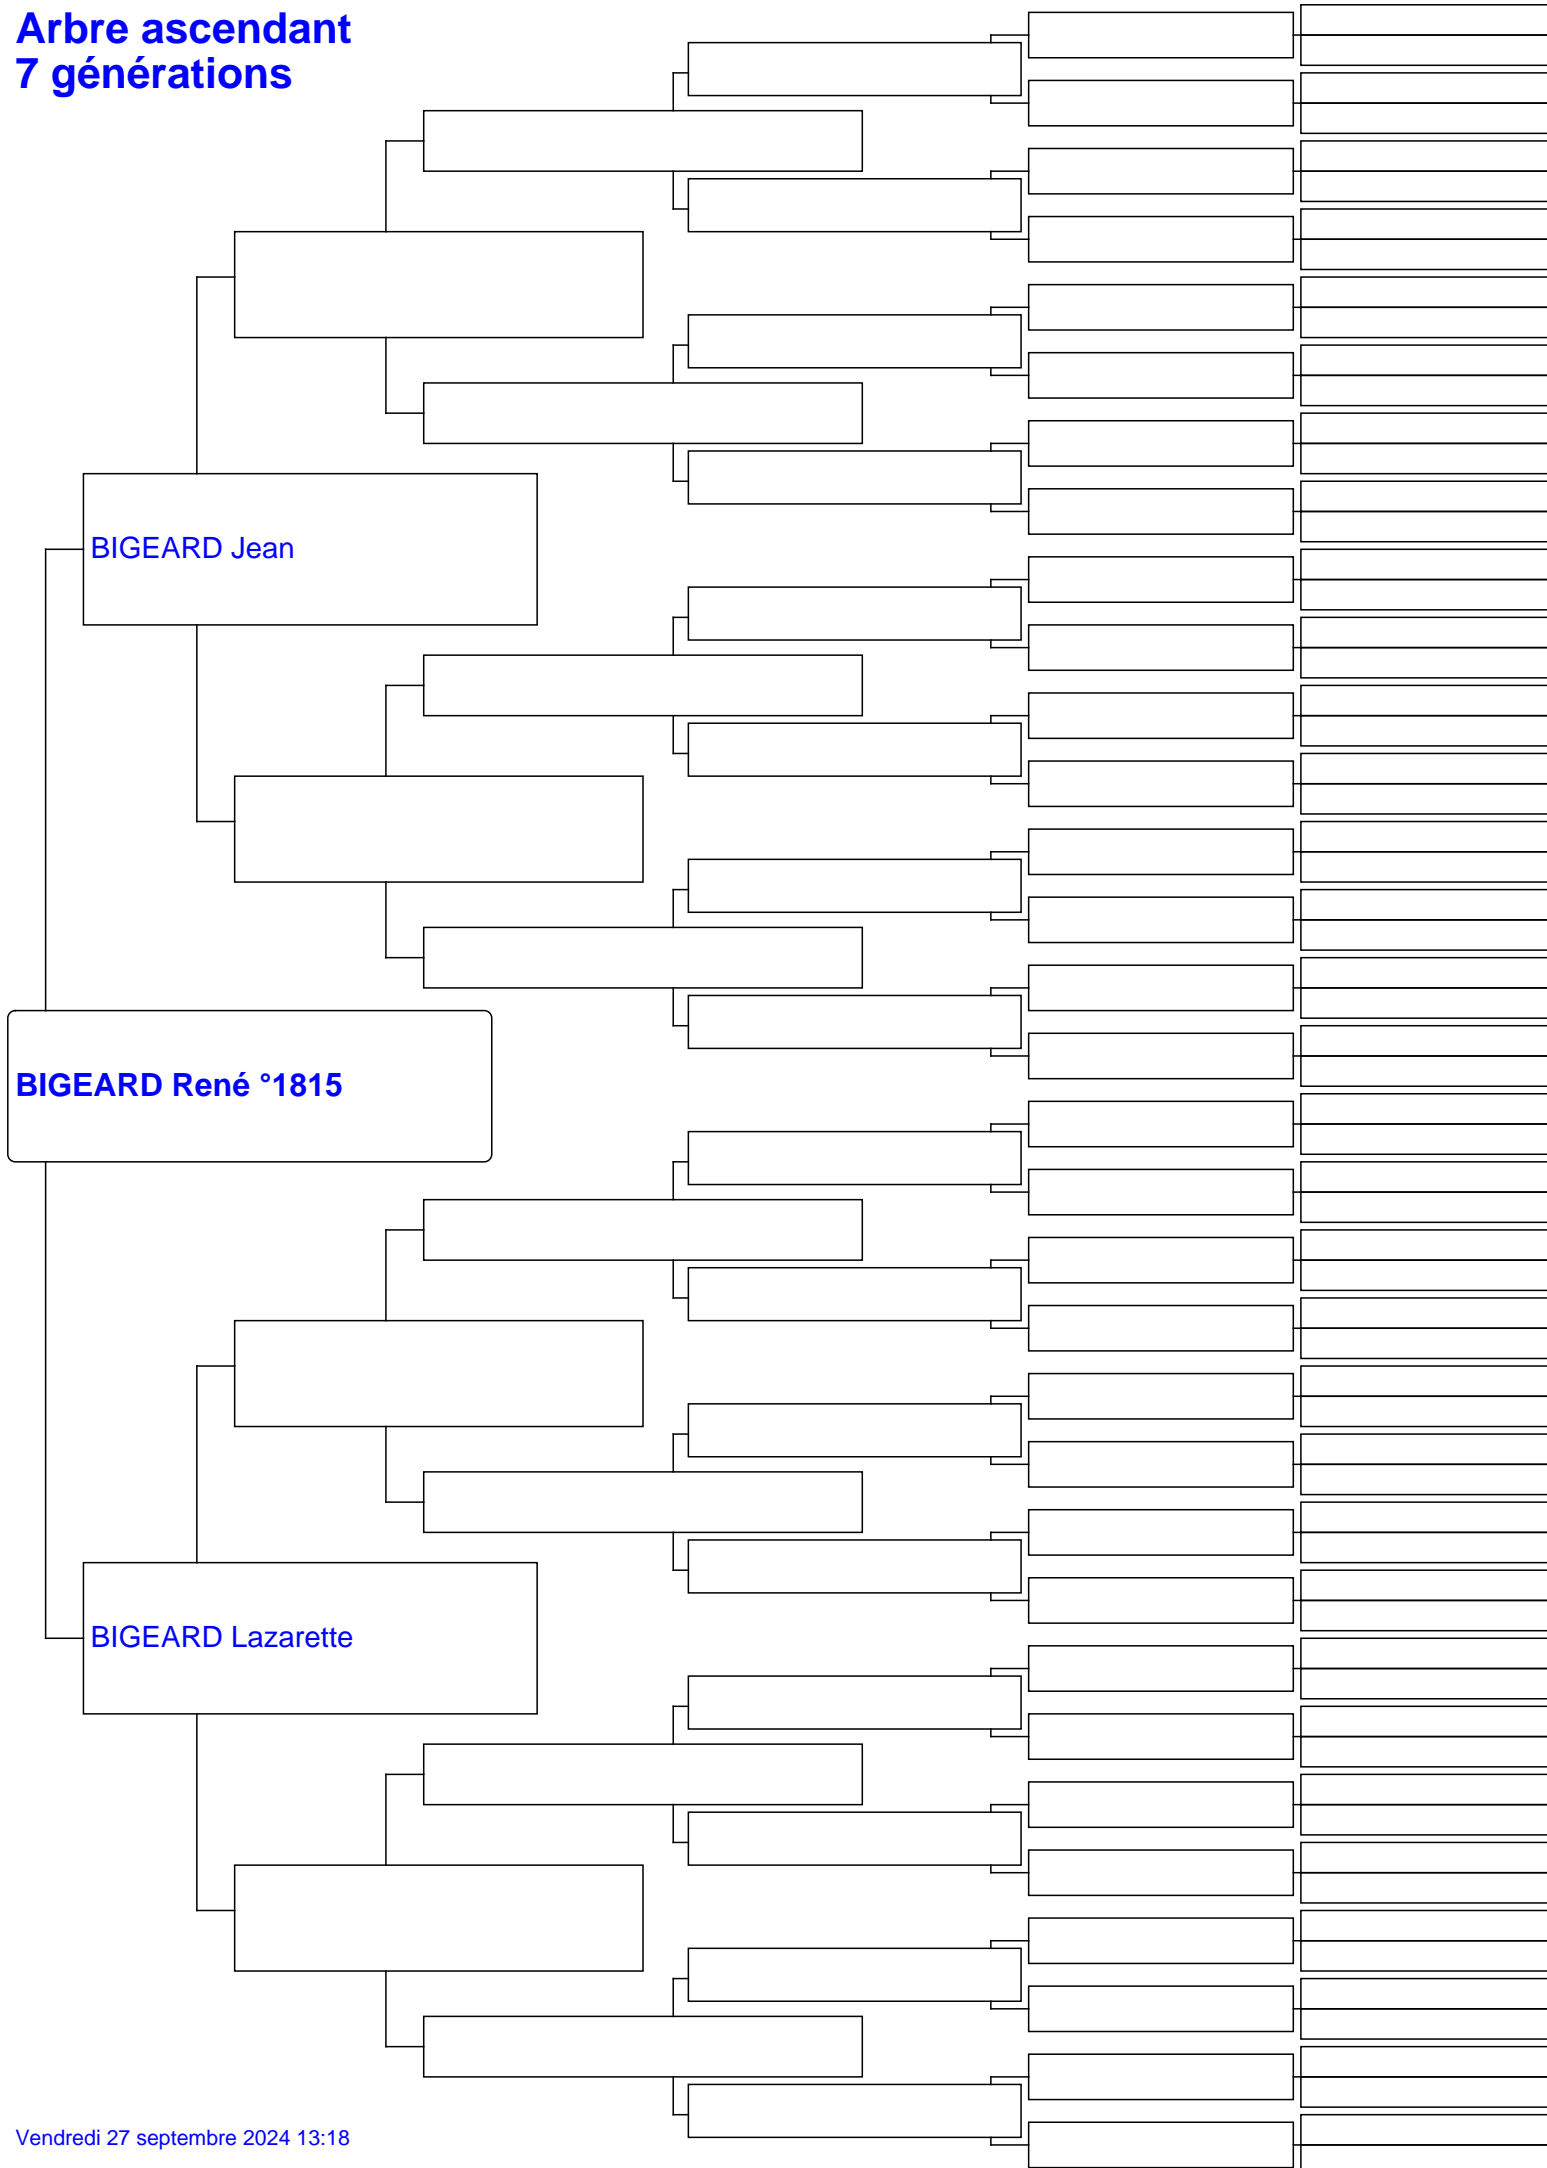 Arbre ascendant
7 générations
BIGEARD Jean
BIGEARD René °1815
BIGEARD Lazarette
Vendredi 27 septembre 2024 13:18